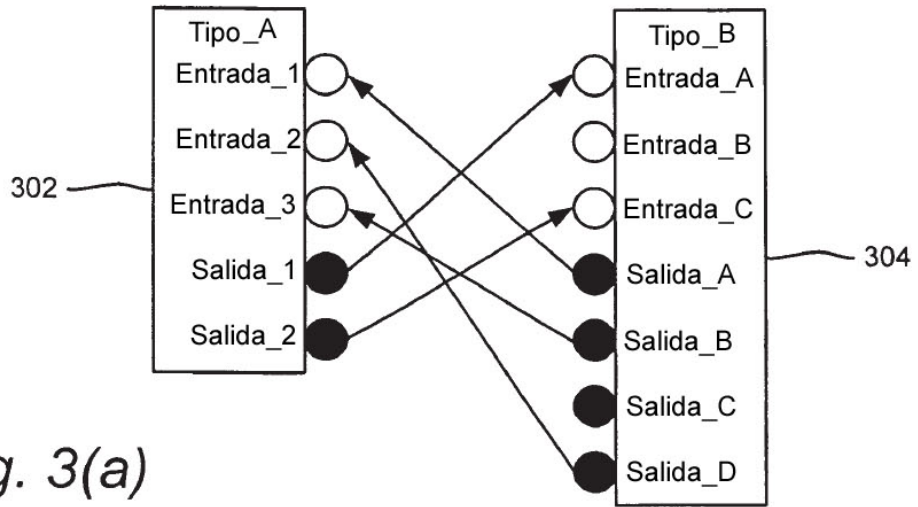 Tipo_A
Entrada_1
Entrada_2
Entrada_3
Salida_1
Salida_2
302
Tipo_B
Entrada_A
Entrada_B
Entrada_C
Salida_A
Salida_B
Salida_C
Salida_D
304
g. 3(a)